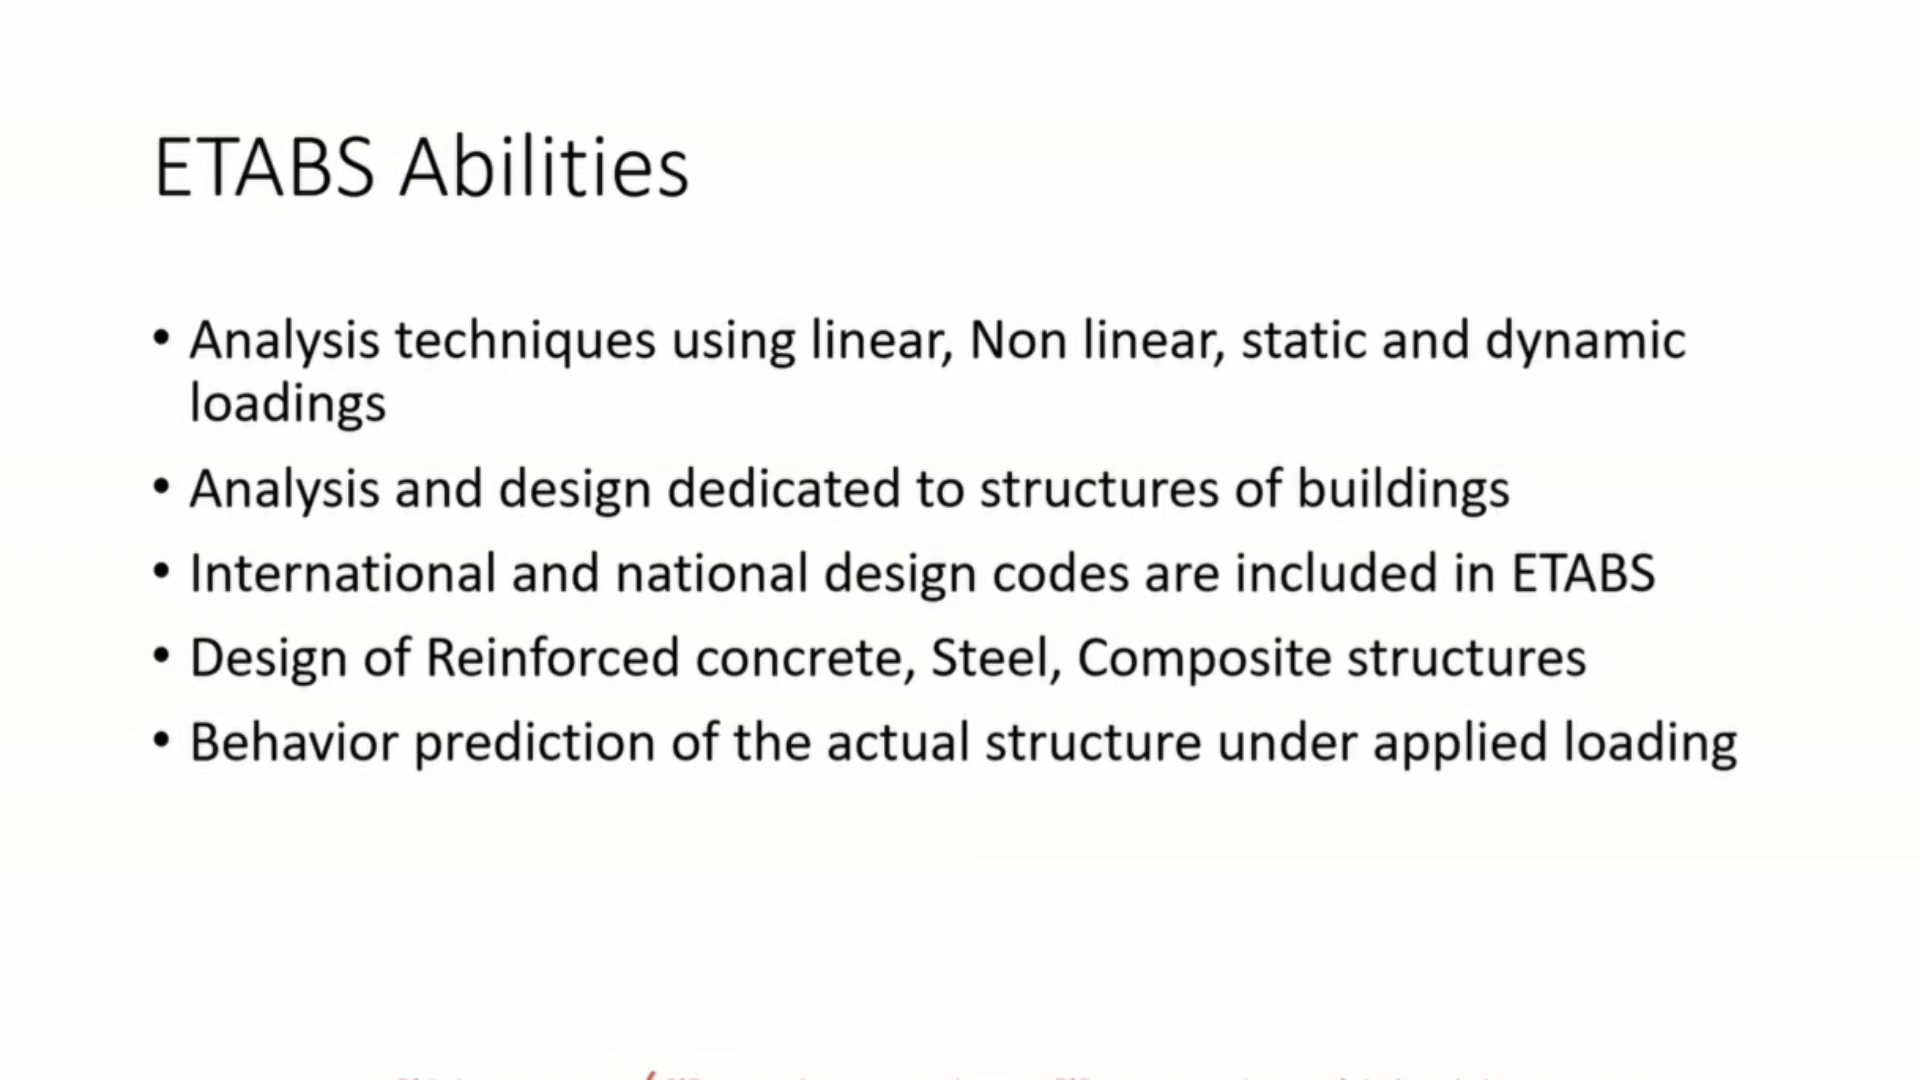 ETABS Abilities
• Analysis techniques using linear, Non linear, static and dynamic
loadings
• Analysis and design dedicated to structures of buildings
• International and national design codes are included in ETABS
• Design of Reinforced concrete, Steel, Composite structures
• Behavior prediction of the actual structure under applied loading